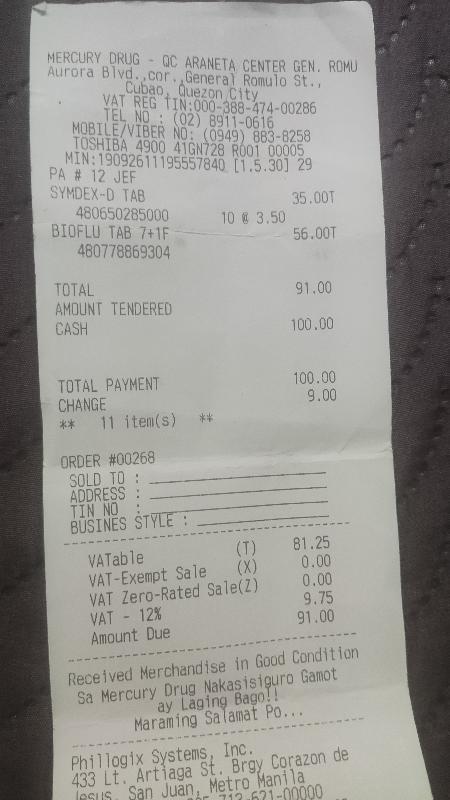 MERCURY DRUG - QC ARANETA CENTER GEN. ROMU
Aurora Blvd.,cor.,General Romulo St.,
Cubao, Quezon City
VAT REG TIN:000-388-474-00286
TEL NO : (02) 8911-0616
MOBILE/VIBER NO: (0949) 883-8258
TOSHIBA 4900 41GN728 R001 00005
MIN:19092611195557840 [1.5.30] 29
PA # 12 JEF
SYMDEX-D TAB 35.00T
480650285000 10 @ 3.50
BIOFLU TAB 7+1F 56.00T
480778869304
TOTAL 91.00
AMOUNT TENDERED
CASH 100.00
TOTAL PAYMENT 100.00
CHANGE 9.00
** 11 item(s) **
ORDER #00268
SOLD TO :
ADDRESS :
TIN NO :
BUSINES STYLE :
VATable (T) 81.25
VAT-Exempt Sale (X) 0.00
VAT Zero-Rated Sale(Z) 0.00
VAT - 12% 9.75
Amount Due 91.00
Received Merchandise in Good Condition
Sa Mercury Drug Nakasisiguro Gamot
ay Laging Bago!!
Maraming Salamat Po...
Phillogix Systems, Inc.
433 Lt. Artiaga St. Brgy Corazon de
Jesus, San Juan, Metro Manila
713-621-00000